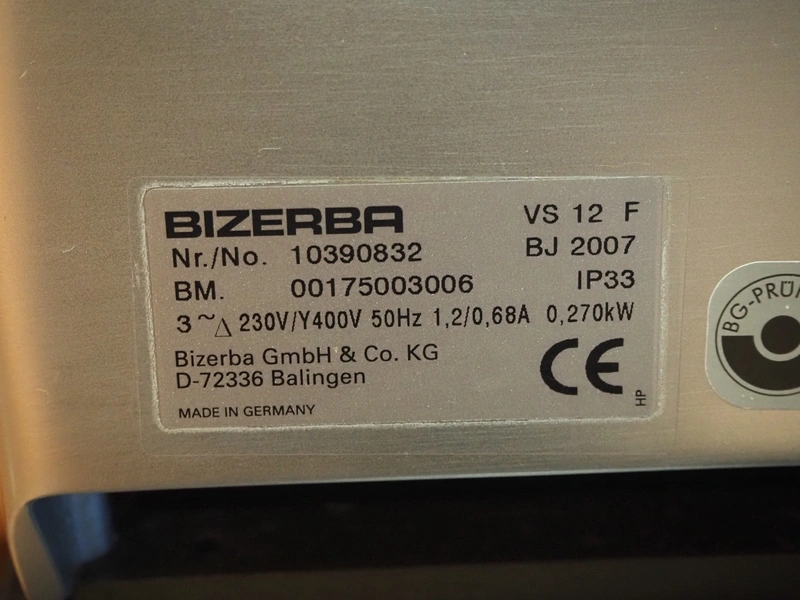 BIZERBA VS 12 F
Nr./No. 10390832 BJ 2007
BM. 00175003006 IP33
3~△ 230V/Y400V 50Hz 1,2/0,68A 0,270kW
Bizerba GmbH & Co. KG
D-72336 Balingen
CE
MADE IN GERMANY
HP
BG-PRÜ